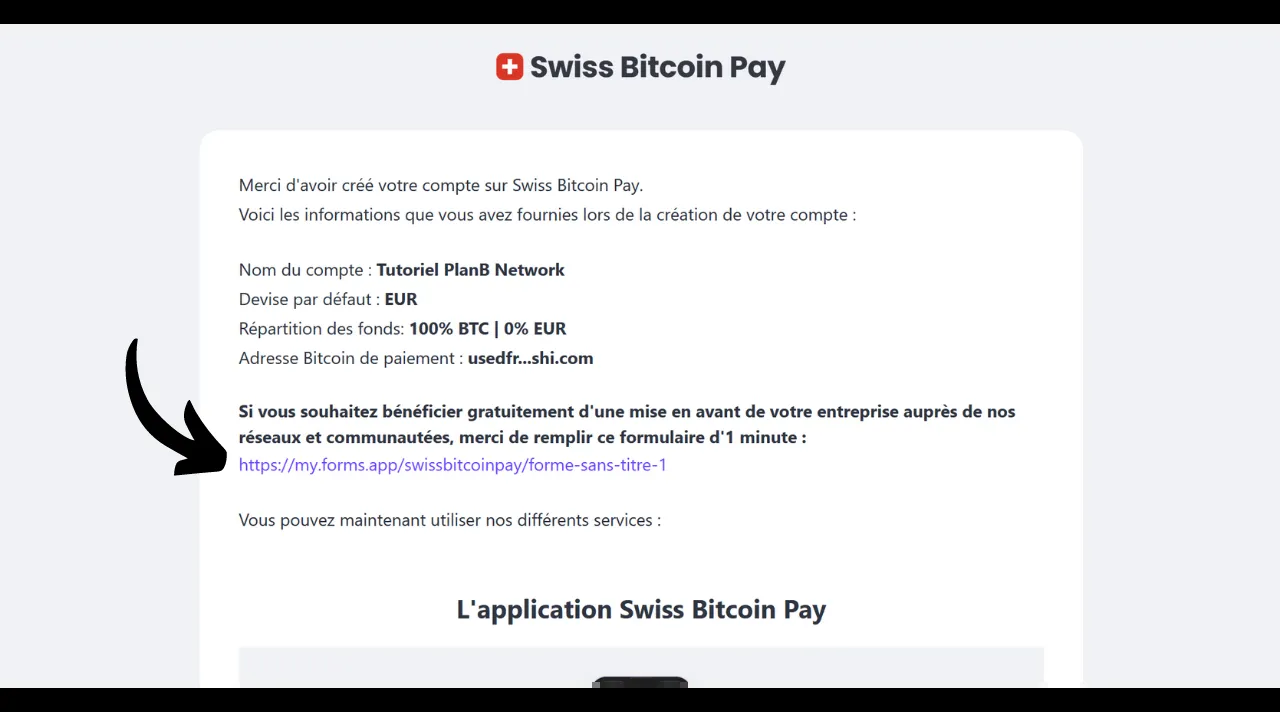 Swiss Bitcoin Pay
Merci d'avoir créé votre compte sur Swiss Bitcoin Pay.
Voici les informations que vous avez fournies lors de la création de votre compte :
Nom du compte : Tutoriel PlanB Network
Devise par défaut : EUR
Répartition des fonds: 100% BTC | 0% EUR
Adresse Bitcoin de paiement : usedfr...shi.com
Si vous souhaitez bénéficier gratuitement d'une mise en avant de votre entreprise auprès de nos
réseaux et communautées, merci de remplir ce formulaire d'1 minute :
https://my.forms.app/swissbitcoinpay/forme-sans-titre-1
Vous pouvez maintenant utiliser nos différents services :
L'application Swiss Bitcoin Pay